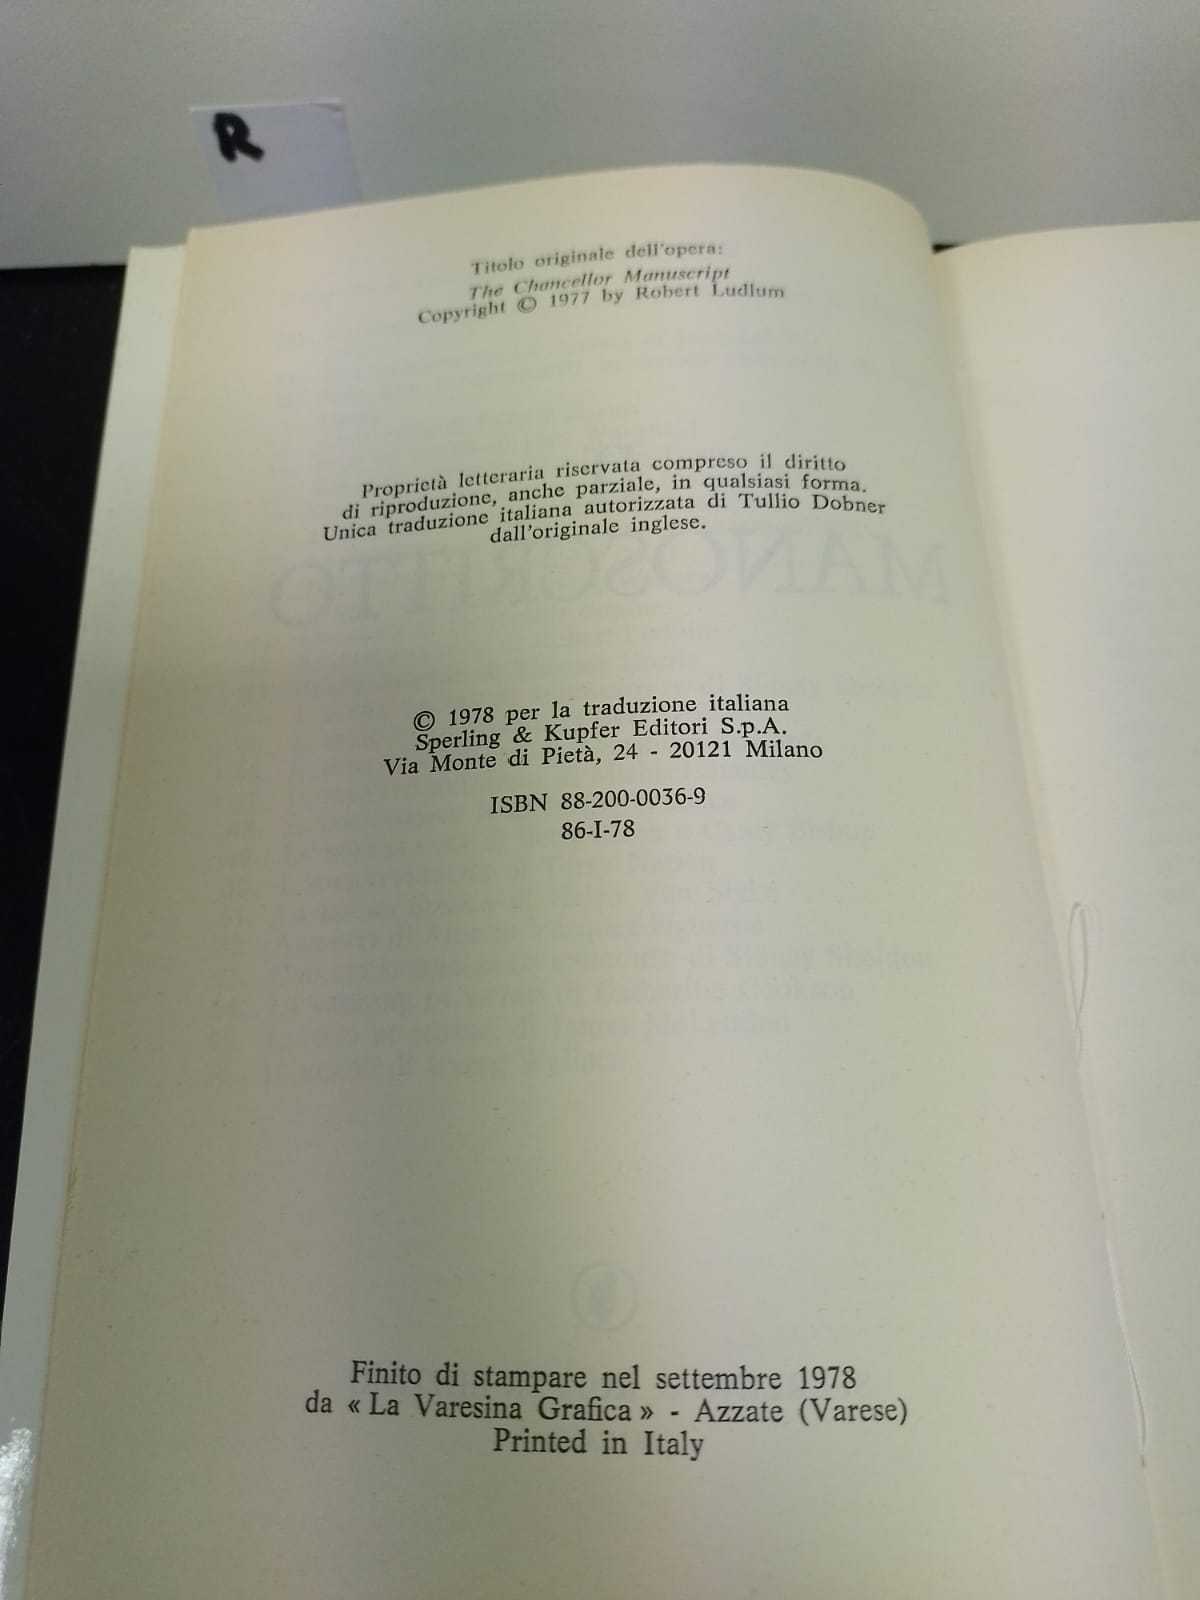 R
Titolo originale dell'opera:
The Chancellor Manuscript
Copyright © 1977 by Robert Ludlum
Proprietà letteraria riservata compreso il diritto
di riproduzione, anche parziale, in qualsiasi forma.
Unica traduzione italiana autorizzata di Tullio Dobner
dall'originale inglese.
MANOSCRITTO
© 1978 per la traduzione italiana
Sperling & Kupfer Editori S.p.A.
Via Monte di Pietà, 24 - 20121 Milano
ISBN 88-200-0036-9
86-I-78
Finito di stampare nel settembre 1978
da « La Varesina Grafica » - Azzate (Varese)
Printed in Italy